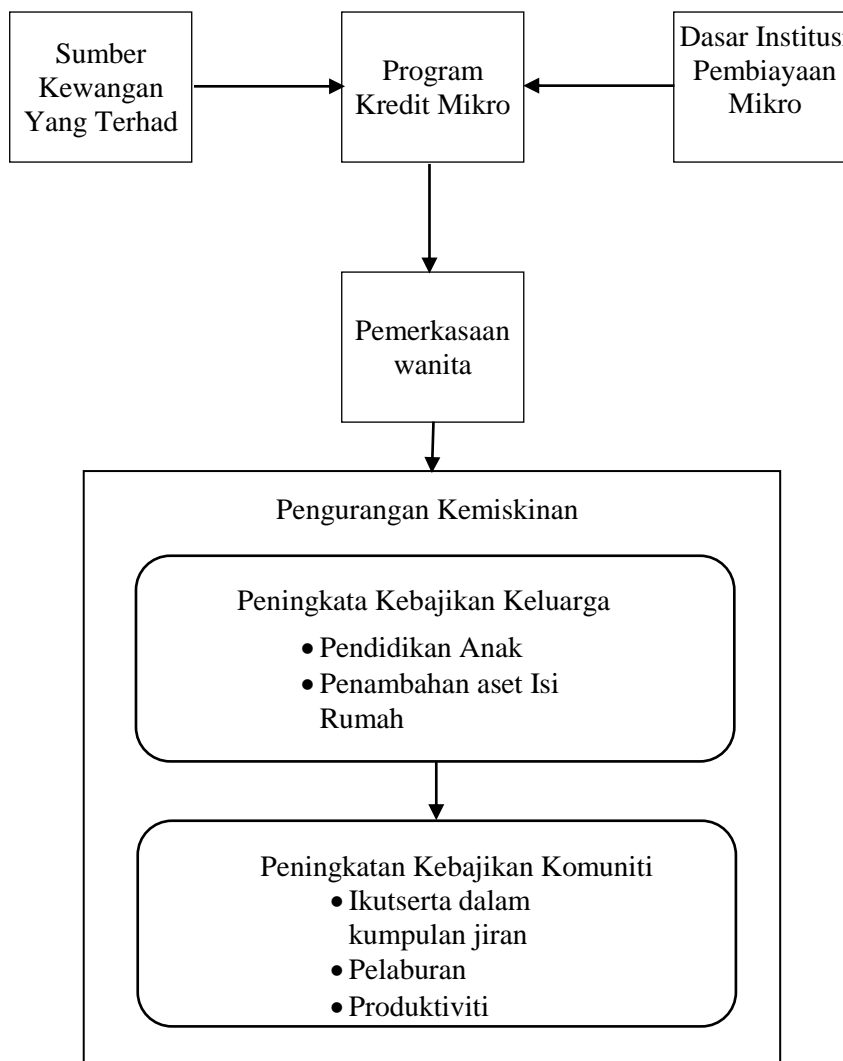 Sumber
Kewangan
Yang Terhad
Program
Kredit Mikro
Dasar Institusi
Pembiayaan
Mikro
Pemerkasaan
wanita
Pengurangan Kemiskinan
Peningkata Kebajikan Keluarga
• Pendidikan Anak
• Penambahan aset Isi
Rumah
Peningkatan Kebajikan Komuniti
• Ikutserta dalam
kumpulan jiran
• Pelaburan
• Produktiviti